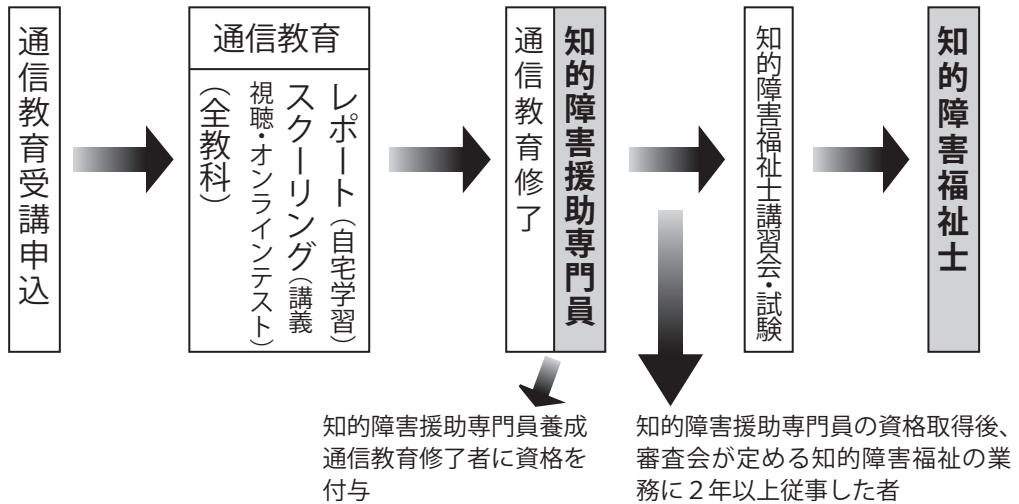 通信教育受講申込
通信教育
レポート（自宅学習）
スクーリング（講義
視聴・オンラインテスト）
（全教科）
通信教育修了
知的障害援助専門員
知的障害福祉士講習会・試験
知的障害福祉士
知的障害援助専門員養成
通信教育修了者に資格を
付与
知的障害援助専門員の資格取得後、
審査会が定める知的障害福祉の業
務に２年以上従事した者